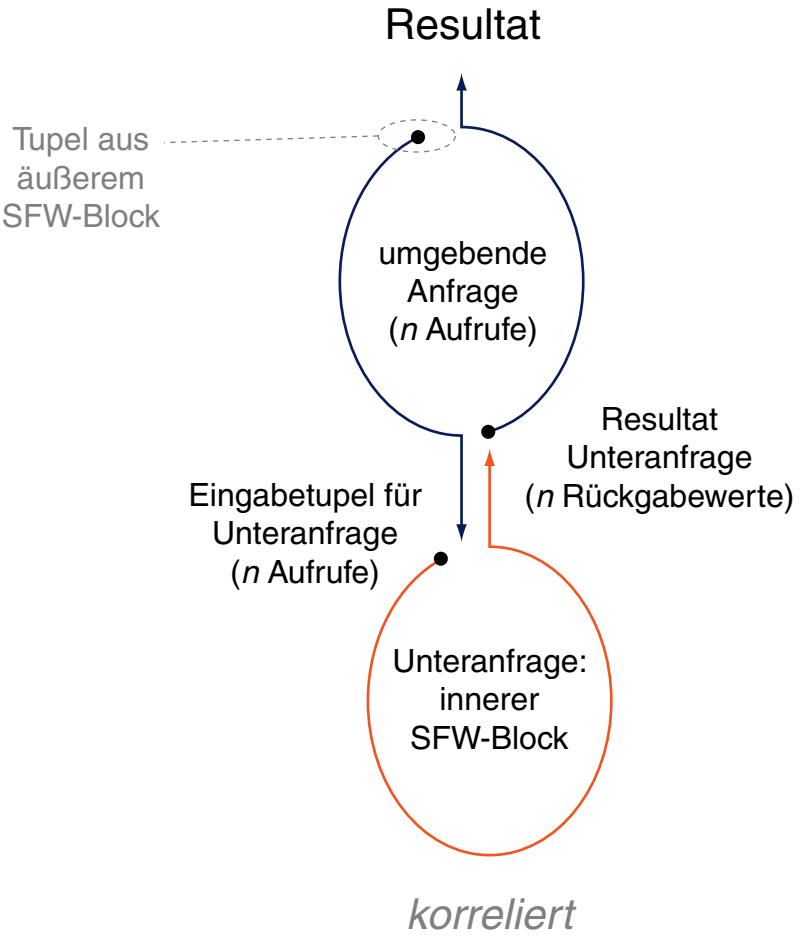 Resultat
Tupel aus
äußerem
SFW-Block
umgebende
Anfrage
(n Aufrufe)
Resultat
Unteranfrage
(n Rückgabewerte)
Eingabetupel für
Unteranfrage
(n Aufrufe)
Unteranfrage:
innerer
SFW-Block
korreliert